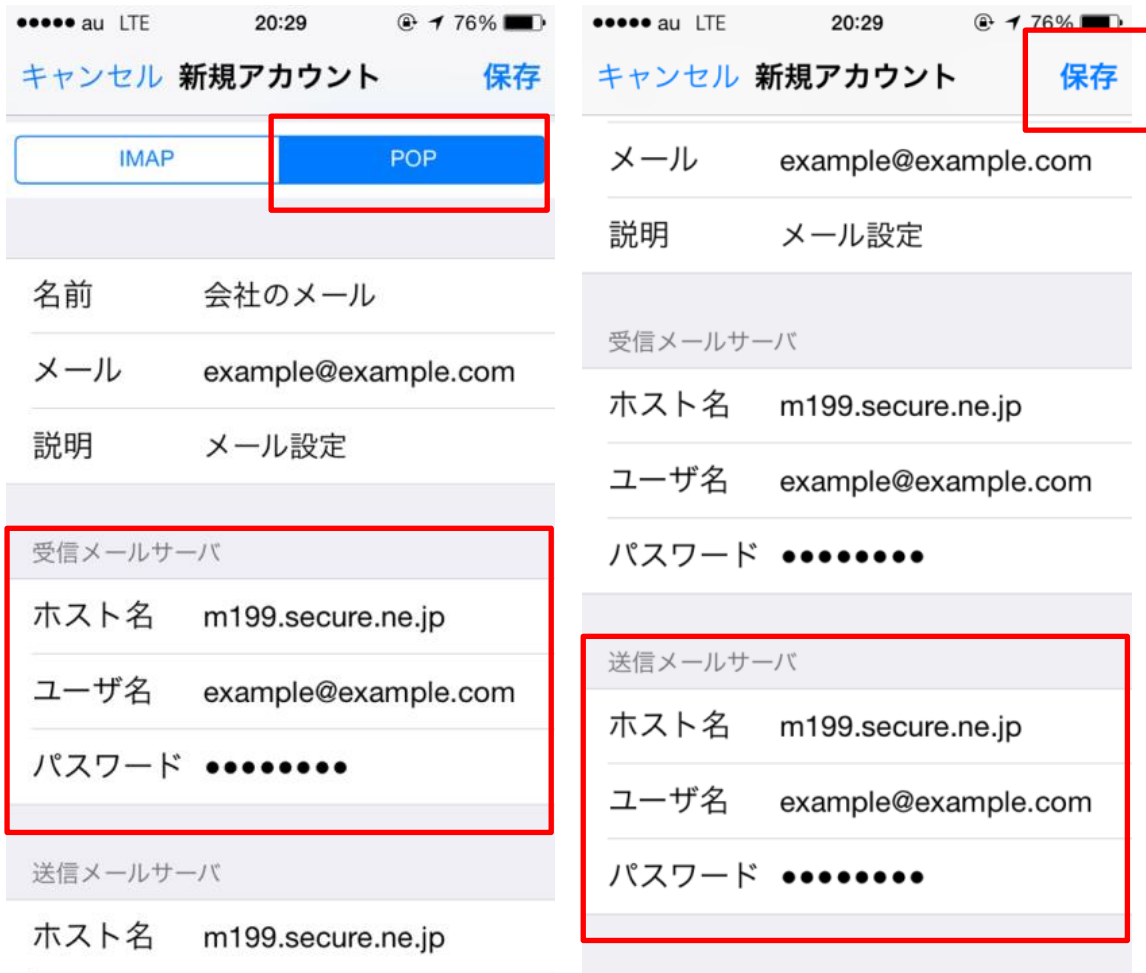 ●●●●● au LTE 20:29 76%
キャンセル 新規アカウント 保存
IMAP POP
名前 会社のメール
メール example@example.com
説明 メール設定
受信メールサーバ
ホスト名 m199.secure.ne.jp
ユーザ名 example@example.com
パスワード ●●●●●●●●
送信メールサーバ
ホスト名 m199.secure.ne.jp
●●●●● au LTE 20:29 76%
キャンセル 新規アカウント 保存
メール example@example.com
説明 メール設定
受信メールサーバ
ホスト名 m199.secure.ne.jp
ユーザ名 example@example.com
パスワード ●●●●●●●●
送信メールサーバ
ホスト名 m199.secure.ne.jp
ユーザ名 example@example.com
パスワード ●●●●●●●●